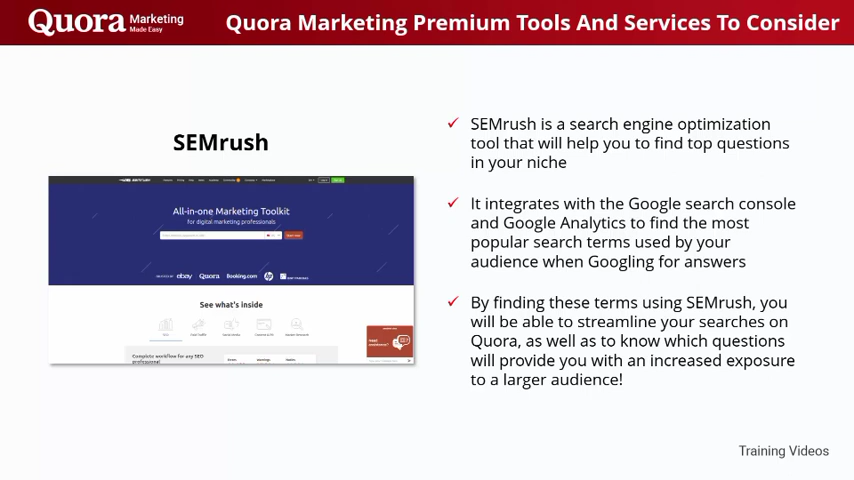 Quora Marketing Made Easy
Quora Marketing Premium Tools And Services To Consider
SEMrush
All-in-one Marketing Toolkit
for digital marketing professionals
ebay Quora Booking.com hp
See what's inside
Complete workflow for any SEO
professional
SEMrush is a search engine optimization
tool that will help you to find top questions
in your niche
It integrates with the Google search console
and Google Analytics to find the most
popular search terms used by your
audience when Googling for answers
By finding these terms using SEMrush, you
will be able to streamline your searches on
Quora, as well as to know which questions
will provide you with an increased exposure
to a larger audience!
Training Videos